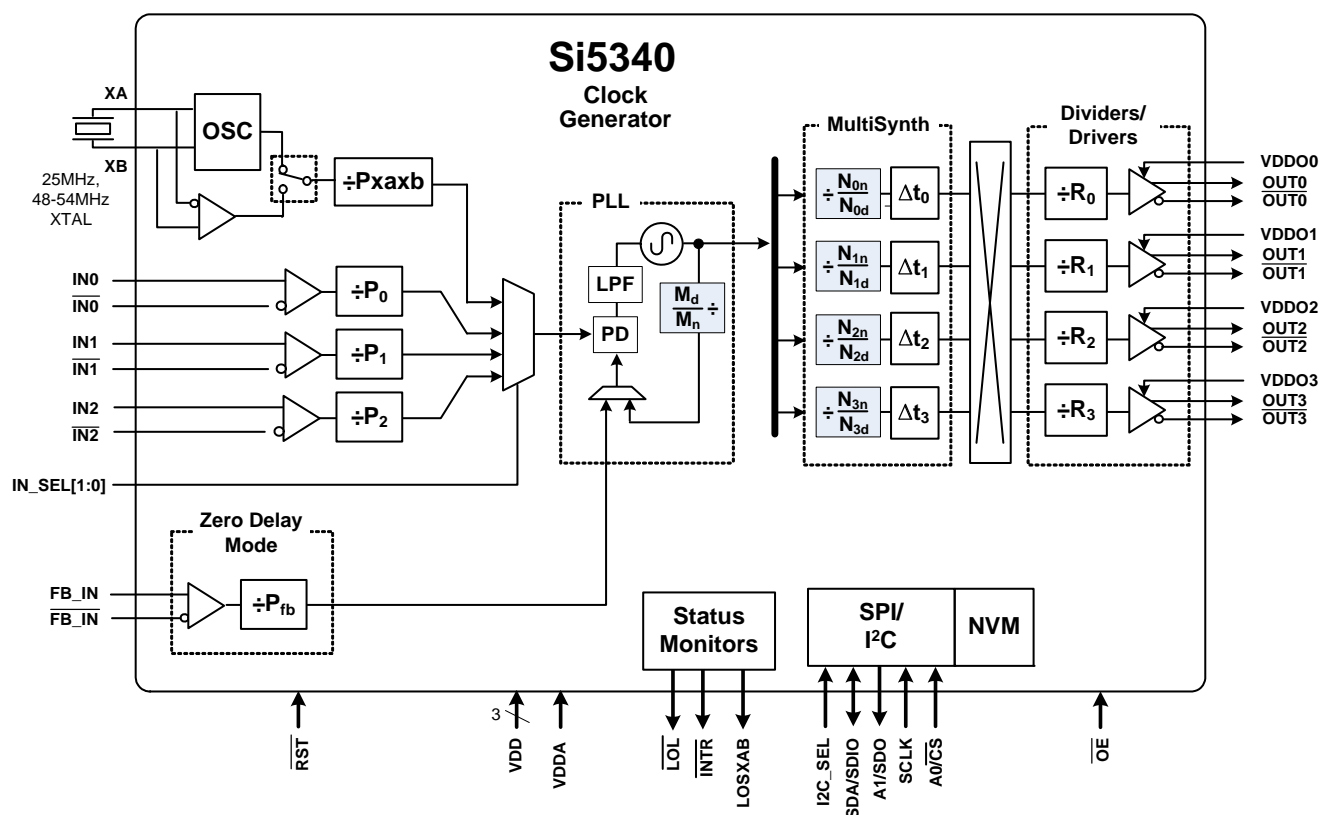 Si5340
Clock
Generator
XA
XB
25MHz,
48-54MHz
XTAL
OSC
÷Pxaxb
IN0
IN0
÷P0
IN1
IN1
÷P1
IN2
IN2
÷P2
IN_SEL[1:0]
PLL
LPF
PD
Md
Mn
÷
MultiSynth
÷ N0n
N0d
Δt0
÷ N1n
N1d
Δt1
÷ N2n
N2d
Δt2
÷ N3n
N3d
Δt3
Dividers/
Drivers
÷R0
÷R1
÷R2
÷R3
VDDO0
OUT0
OUT0
VDDO1
OUT1
OUT1
VDDO2
OUT2
OUT2
VDDO3
OUT3
OUT3
Zero Delay
Mode
FB_IN
FB_IN
÷Pfb
Status
Monitors
SPI/
I²C
NVM
RST
3
VDD
VDDA
LOL
INTR
LOSXAB
I2C_SEL
SDA/SDIO
A1/SDO
SCLK
A0/CS
OE